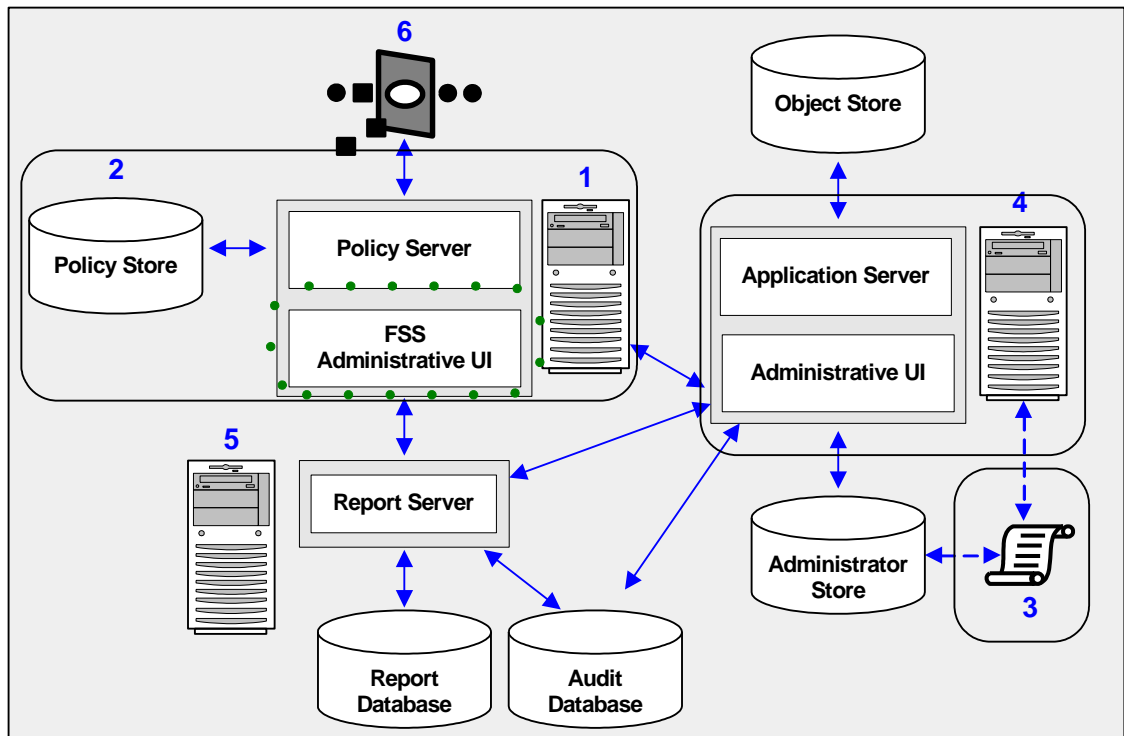 6
Object Store
2
1
4
Policy Store
Policy Server
FSS
Administrative UI
Application Server
Administrative UI
5
Report Server
Administrator
Store
3
Report
Database
Audit
Database